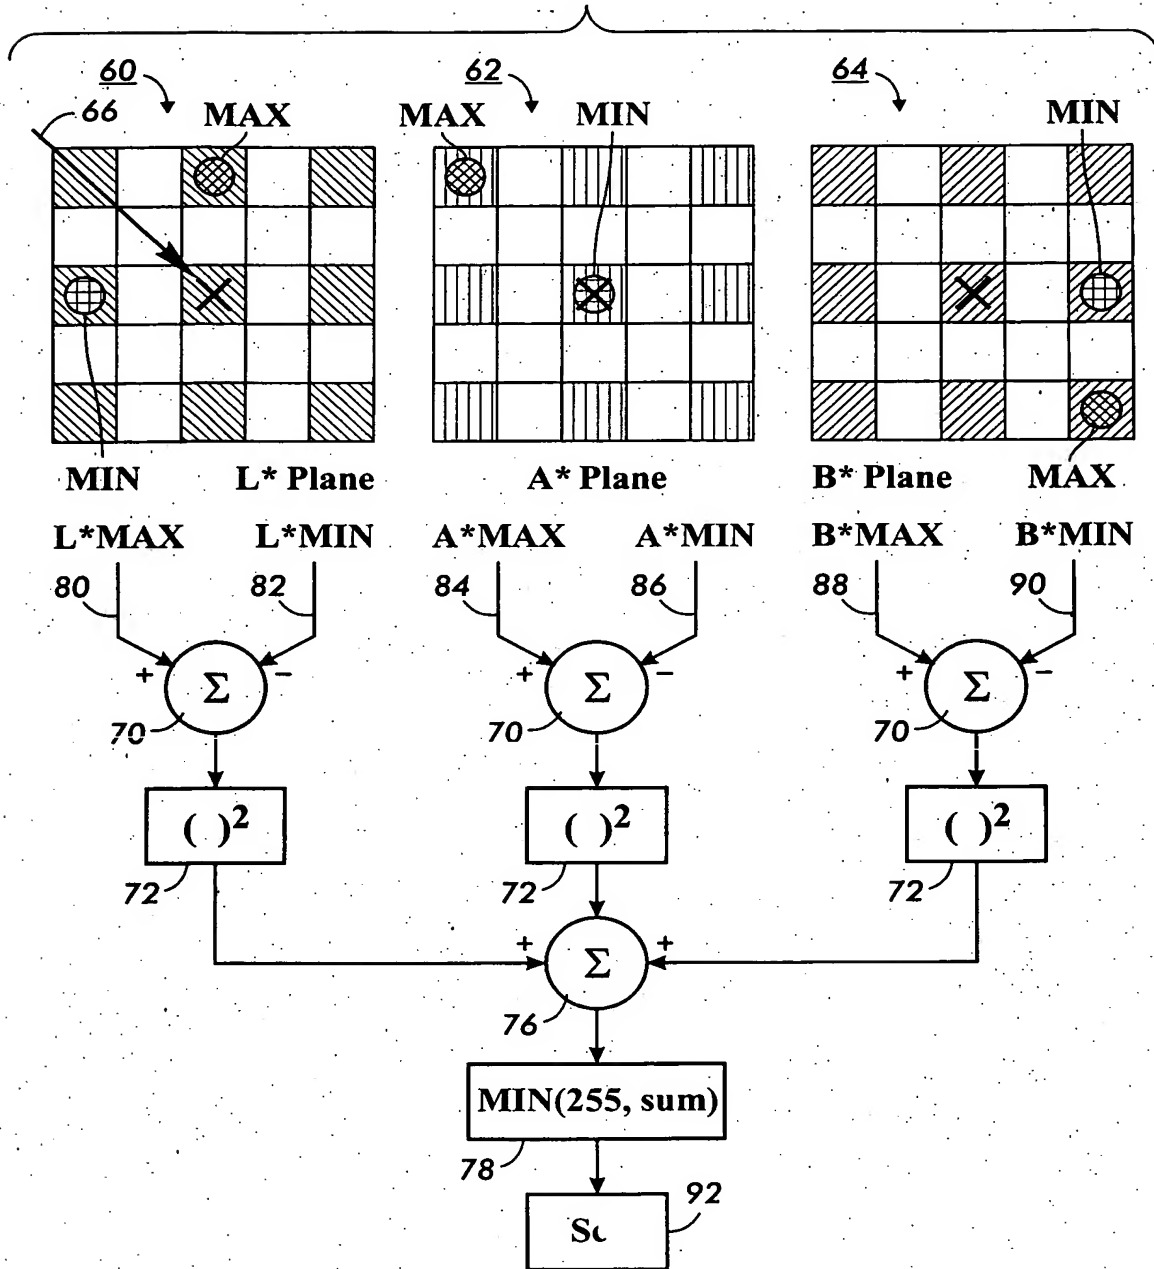 60 62 64
66 MAX MAX MIN MIN
MIN L* Plane A* Plane B* Plane MAX
L*MAX L*MIN A*MAX A*MIN B*MAX B*MIN
80 82 84 86 88 90
+ Σ − + Σ − + Σ −
70 70 70
( )² ( )² ( )²
72 72 72
+ Σ +
76
MIN(255, sum)
78
92